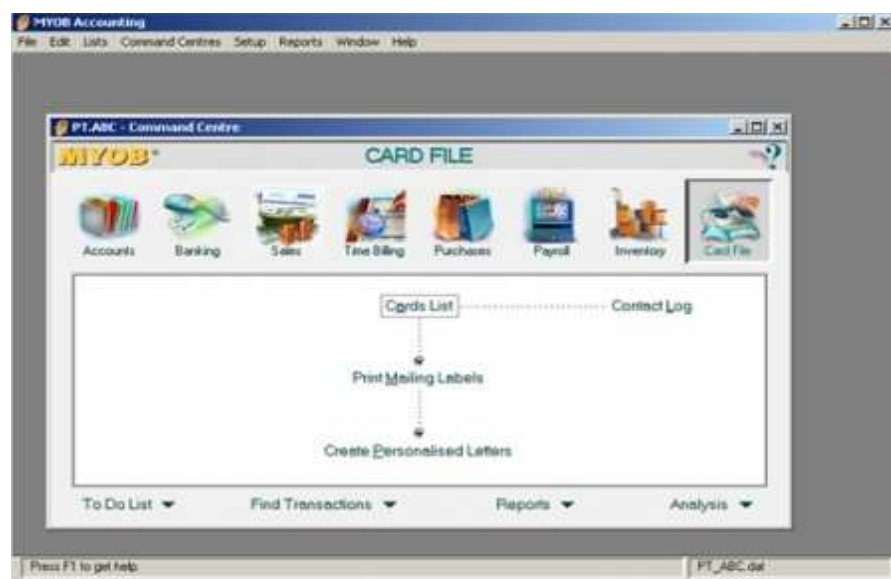 MYOB Accounting
File Edit Lists Command Centres Setup Reports Window Help
PT.ABC - Command Centre
MYOB CARD FILE
Accounts Banking Sales Time Billing Purchases Payroll Inventory Card File
Cards List Contact Log
Print Mailing Labels
Create Personalised Letters
To Do List Find Transactions Reports Analysis
Press F1 to get help PT_ABC.dat